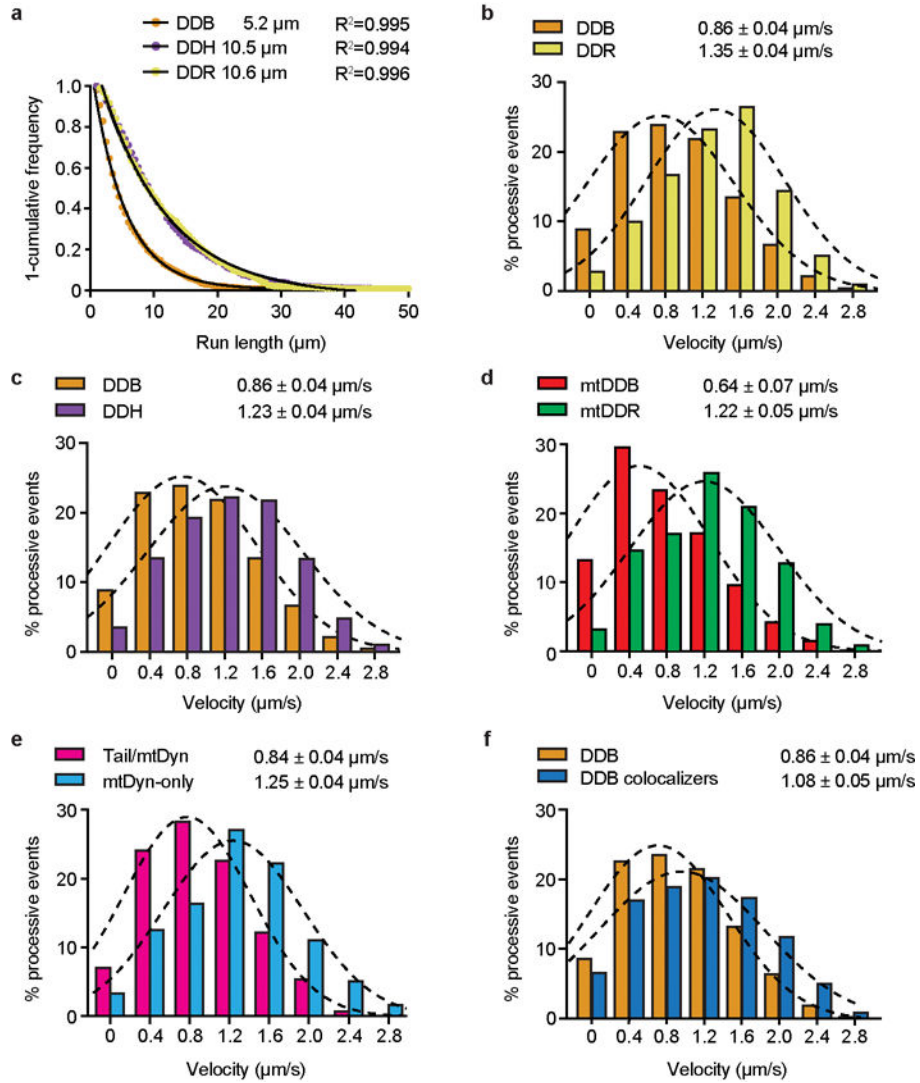 a
DDB 5.2 µm R²=0.995
DDH 10.5 µm R²=0.994
DDR 10.6 µm R²=0.996
1-cumulative frequency
1.0
0.8
0.6
0.4
0.2
0
0 10 20 30 40 50
Run length (µm)
b
DDB 0.86 ± 0.04 µm/s
DDR 1.35 ± 0.04 µm/s
% processive events
30
20
10
0
0 0.4 0.8 1.2 1.6 2.0 2.4 2.8
Velocity (µm/s)
c
DDB 0.86 ± 0.04 µm/s
DDH 1.23 ± 0.04 µm/s
% processive events
30
20
10
0
0 0.4 0.8 1.2 1.6 2.0 2.4 2.8
Velocity (µm/s)
d
mtDDB 0.64 ± 0.07 µm/s
mtDDR 1.22 ± 0.05 µm/s
% processive events
30
20
10
0
0 0.4 0.8 1.2 1.6 2.0 2.4 2.8
Velocity (µm/s)
e
Tail/mtDyn 0.84 ± 0.04 µm/s
mtDyn-only 1.25 ± 0.04 µm/s
% processive events
30
20
10
0
0 0.4 0.8 1.2 1.6 2.0 2.4 2.8
Velocity (µm/s)
f
DDB 0.86 ± 0.04 µm/s
DDB colocalizers 1.08 ± 0.05 µm/s
% processive events
30
20
10
0
0 0.4 0.8 1.2 1.6 2.0 2.4 2.8
Velocity (µm/s)